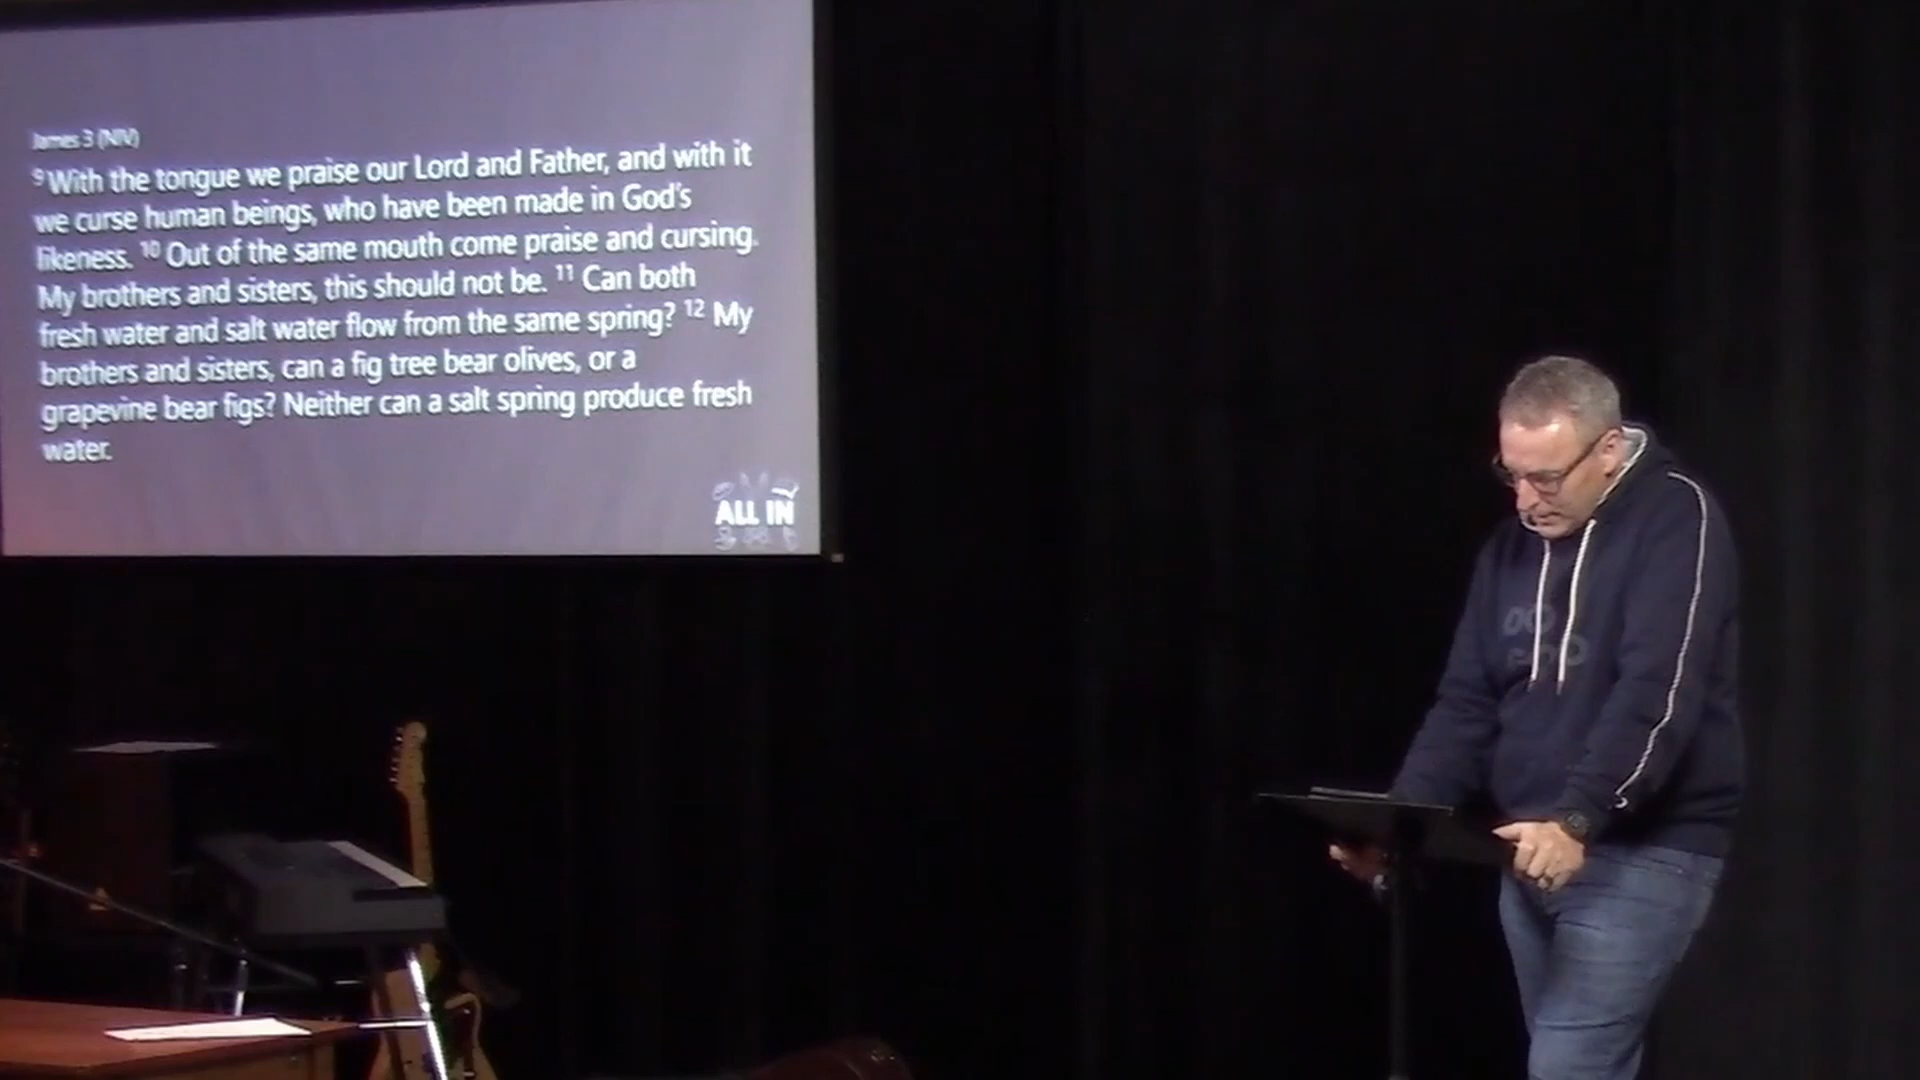 James 3 (NIV)
9 With the tongue we praise our Lord and Father, and with it
we curse human beings, who have been made in God's
likeness. 10 Out of the same mouth come praise and cursing.
My brothers and sisters, this should not be. 11 Can both
fresh water and salt water flow from the same spring? 12 My
brothers and sisters, can a fig tree bear olives, or a
grapevine bear figs? Neither can a salt spring produce fresh
water.
ALL IN
DO